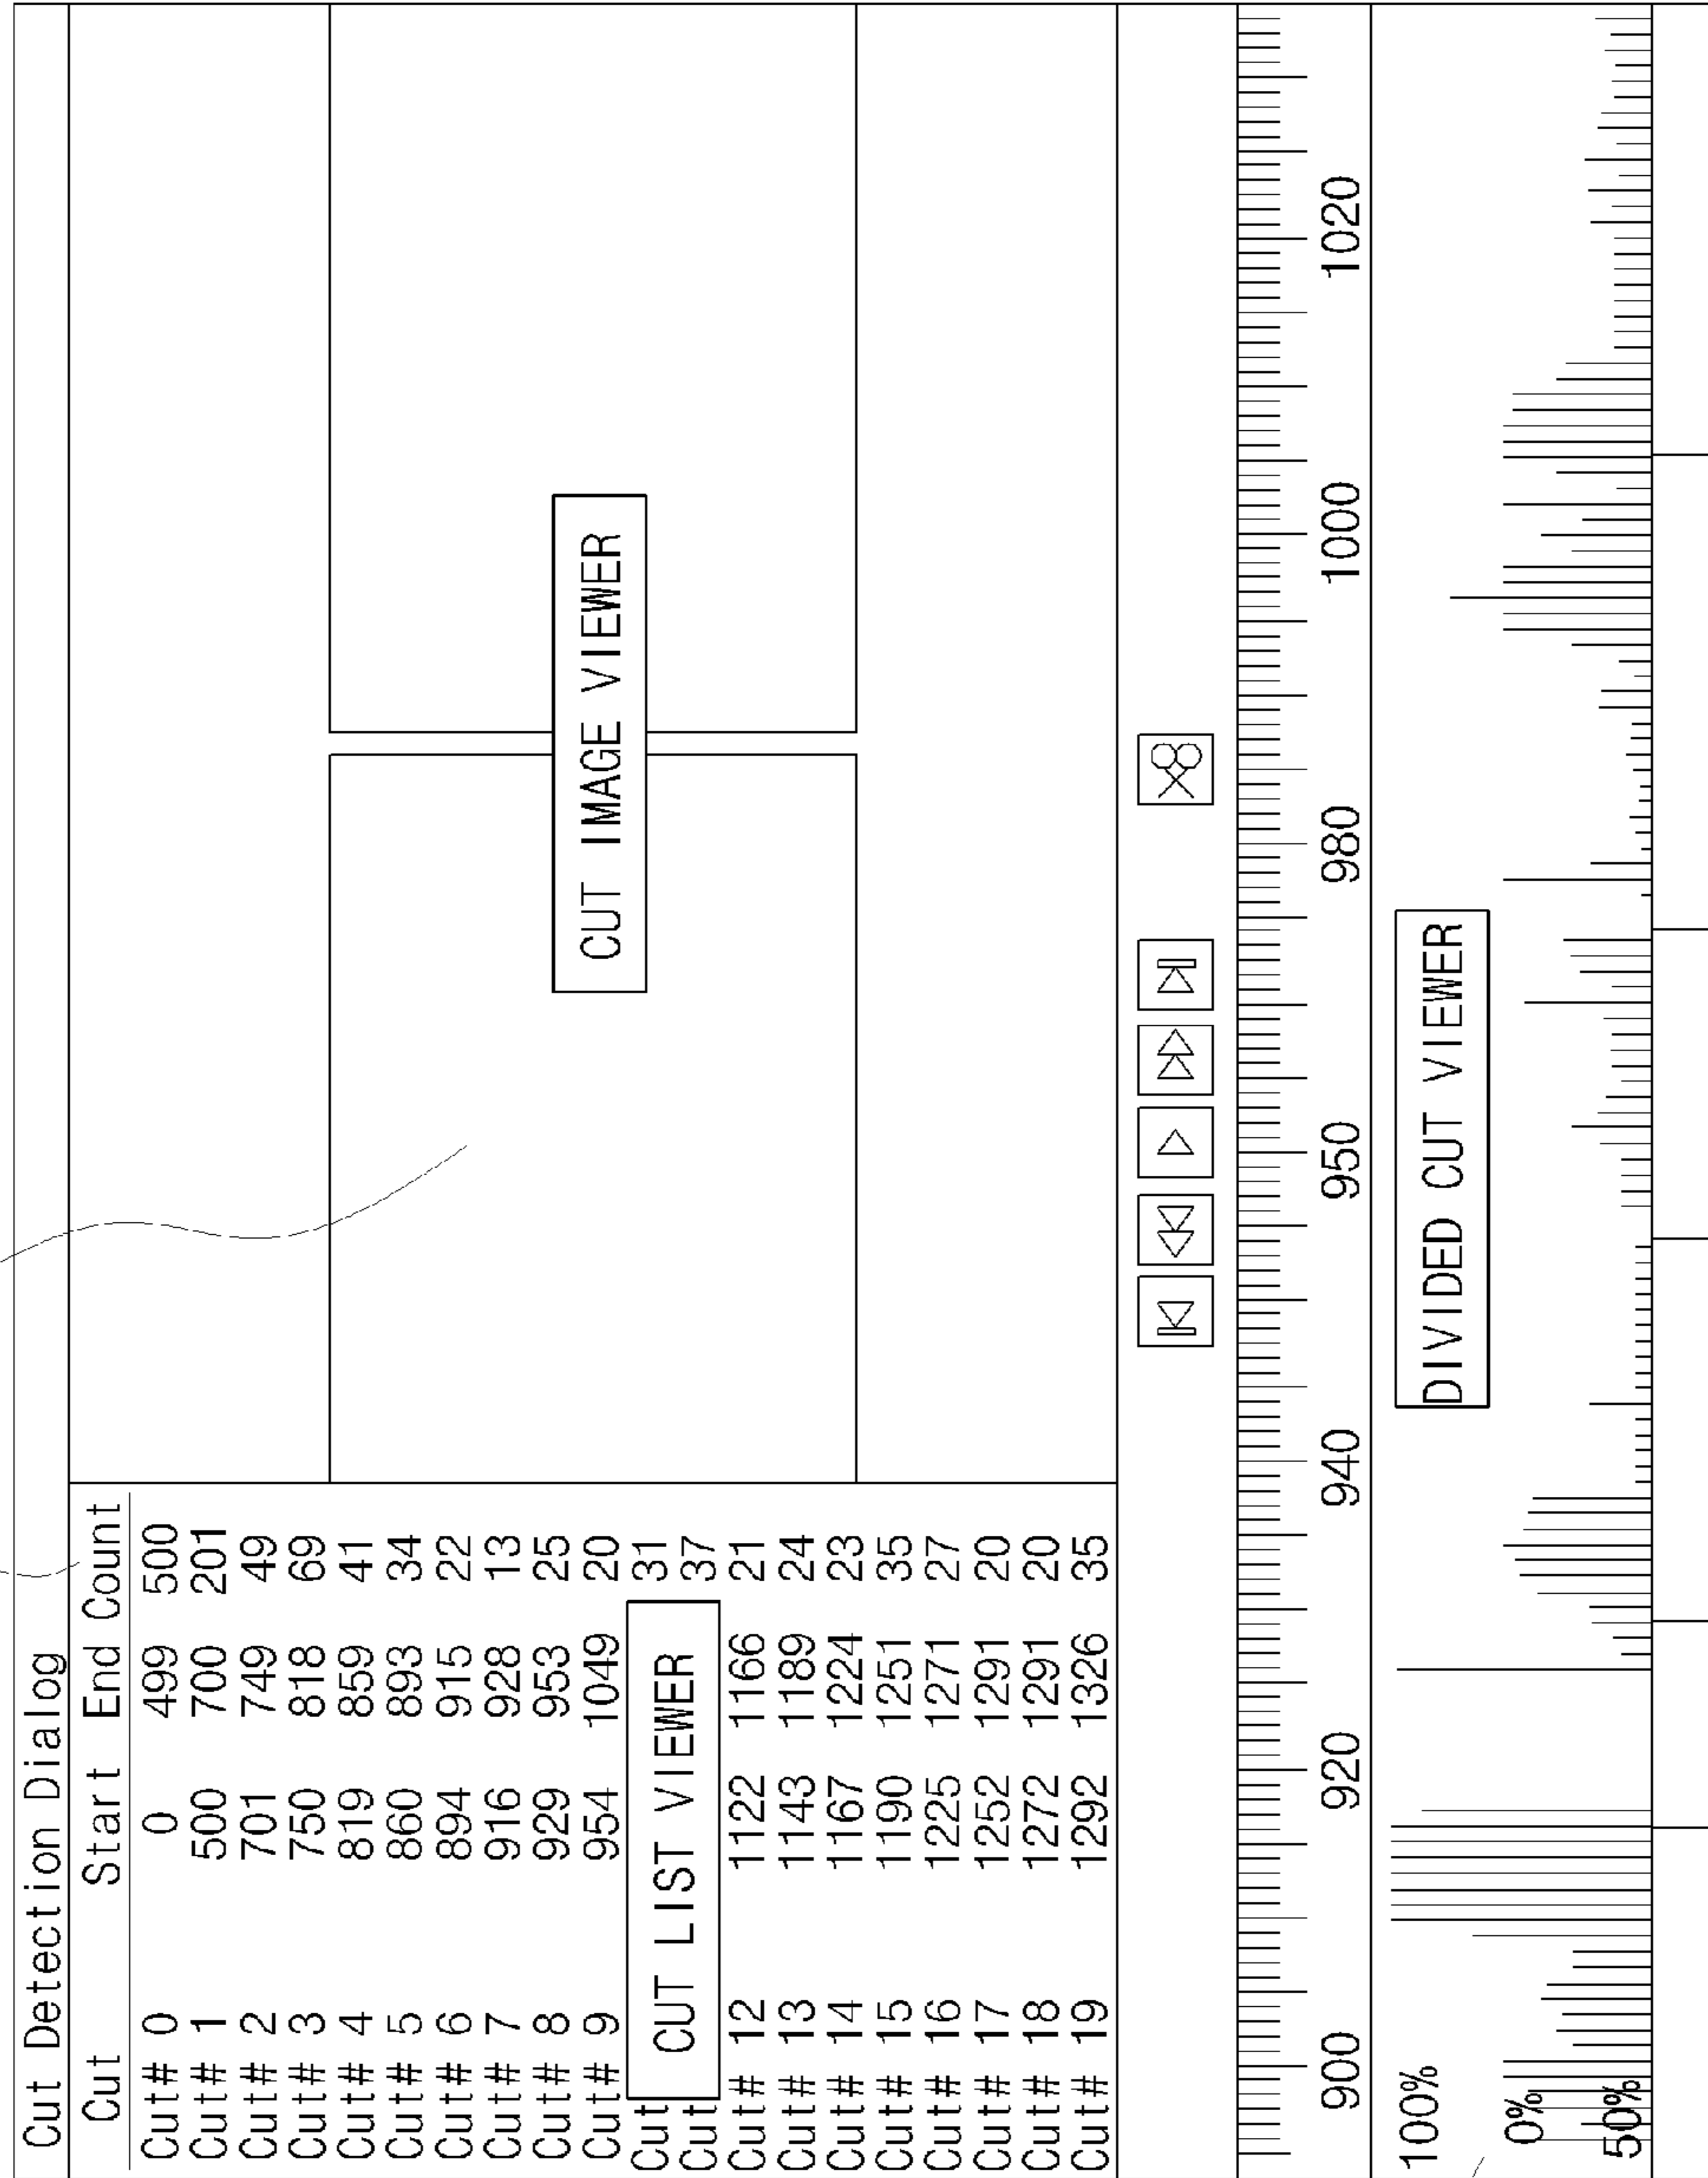 Cut Detection Dialog
Cut Start End Count
Cut# 0 0 499 500
Cut# 1 500 700 201
Cut# 2 701 749 49
Cut# 3 750 818 69
Cut# 4 819 859 41
Cut# 5 860 893 34
Cut# 6 894 915 22
Cut# 7 916 928 13
Cut# 8 929 953 25
Cut# 9 954 1049 20
Cut 31
Cut 37
CUT LIST VIEWER
Cut# 12 1122 1166 21
Cut# 13 1143 1189 24
Cut# 14 1167 1224 23
Cut# 15 1190 1251 35
Cut# 16 1225 1271 27
Cut# 17 1252 1291 20
Cut# 18 1272 1291 20
Cut# 19 1292 1326 35
CUT IMAGE VIEWER
900 920 940 950 980 1000 1020
DIVIDED CUT VIEWER
100%
0%
50%